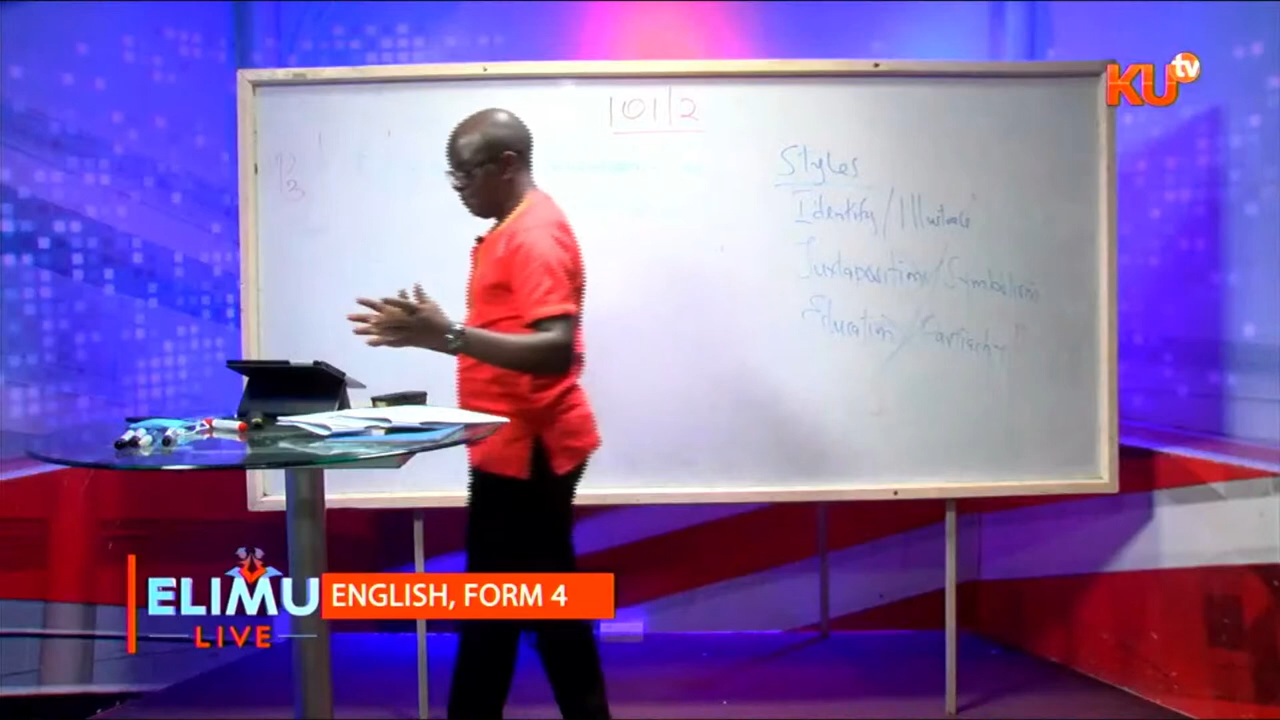 KU tv
101/2
Styles
Identify / Illustrate
Juxtaposition / Symbolism
Education /
ELIMU
LIVE
ENGLISH, FORM 4